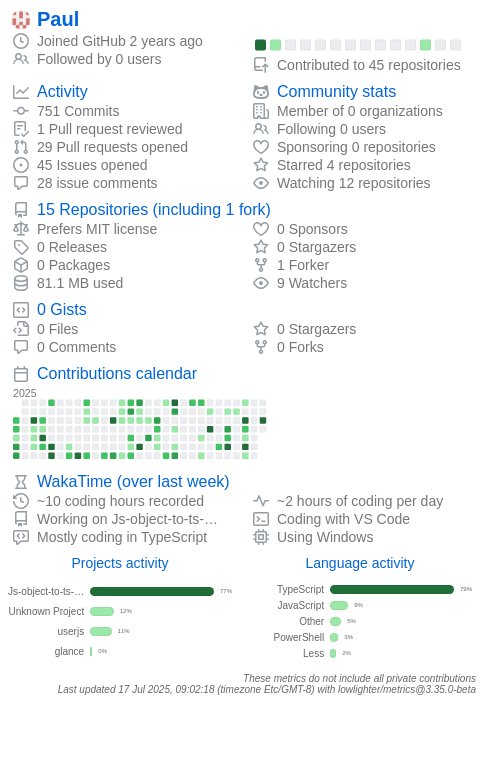 Paul
Joined GitHub 2 years ago
Followed by 0 users
Contributed to 45 repositories
Activity
751 Commits
1 Pull request reviewed
29 Pull requests opened
45 Issues opened
28 issue comments
Community stats
Member of 0 organizations
Following 0 users
Sponsoring 0 repositories
Starred 4 repositories
Watching 12 repositories
15 Repositories (including 1 fork)
Prefers MIT license
0 Releases
0 Packages
81.1 MB used
0 Sponsors
0 Stargazers
1 Forker
9 Watchers
0 Gists
0 Files
0 Comments
0 Stargazers
0 Forks
Contributions calendar
2025
WakaTime (over last week)
~10 coding hours recorded
Working on Js-object-to-ts-…
Mostly coding in TypeScript
~2 hours of coding per day
Coding with VS Code
Using Windows
Projects activity
Js-object-to-ts-… 77%
Unknown Project 12%
userjs 11%
glance 0%
Language activity
TypeScript 79%
JavaScript 9%
Other 5%
PowerShell 3%
Less 2%
These metrics do not include all private contributions
Last updated 17 Jul 2025, 09:02:18 (timezone Etc/GMT-8) with lowlighter/metrics@3.35.0-beta